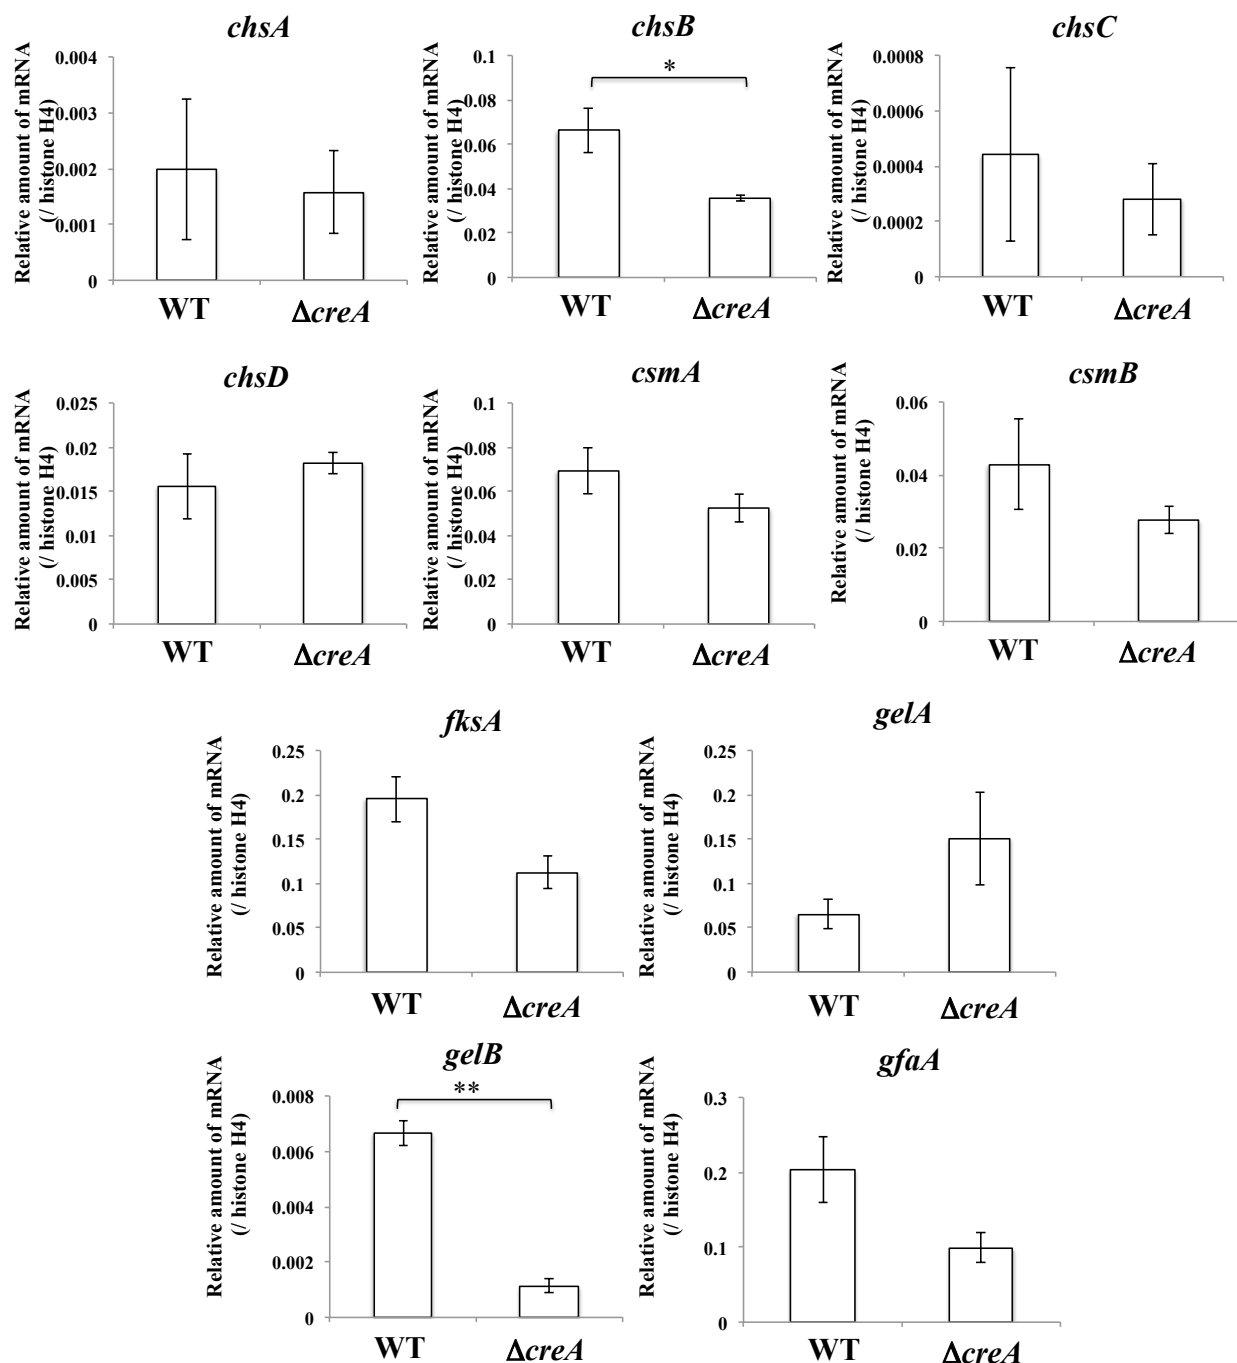 chsA
Relative amount of mRNA
(/ histone H4)
0.004
0.003
0.002
0.001
0
WT
ΔcreA
chsB
Relative amount of mRNA
(/ histone H4)
0.1
0.08
0.06
0.04
0.02
0
*
WT
ΔcreA
chsC
Relative amount of mRNA
(/ histone H4)
0.0008
0.0006
0.0004
0.0002
0
WT
ΔcreA
chsD
Relative amount of mRNA
(/ histone H4)
0.025
0.02
0.015
0.01
0.005
0
WT
ΔcreA
csmA
Relative amount of mRNA
(/ histone H4)
0.1
0.08
0.06
0.04
0.02
0
WT
ΔcreA
csmB
Relative amount of mRNA
(/ histone H4)
0.06
0.04
0.02
0
WT
ΔcreA
fksA
Relative amount of mRNA
(/ histone H4)
0.25
0.2
0.15
0.1
0.05
0
WT
ΔcreA
gelA
Relative amount of mRNA
(/ histone H4)
0.25
0.2
0.15
0.1
0.05
0
WT
ΔcreA
gelB
Relative amount of mRNA
(/ histone H4)
0.008
0.006
0.004
0.002
0
**
WT
ΔcreA
gfaA
Relative amount of mRNA
(/ histone H4)
0.3
0.2
0.1
0
WT
ΔcreA